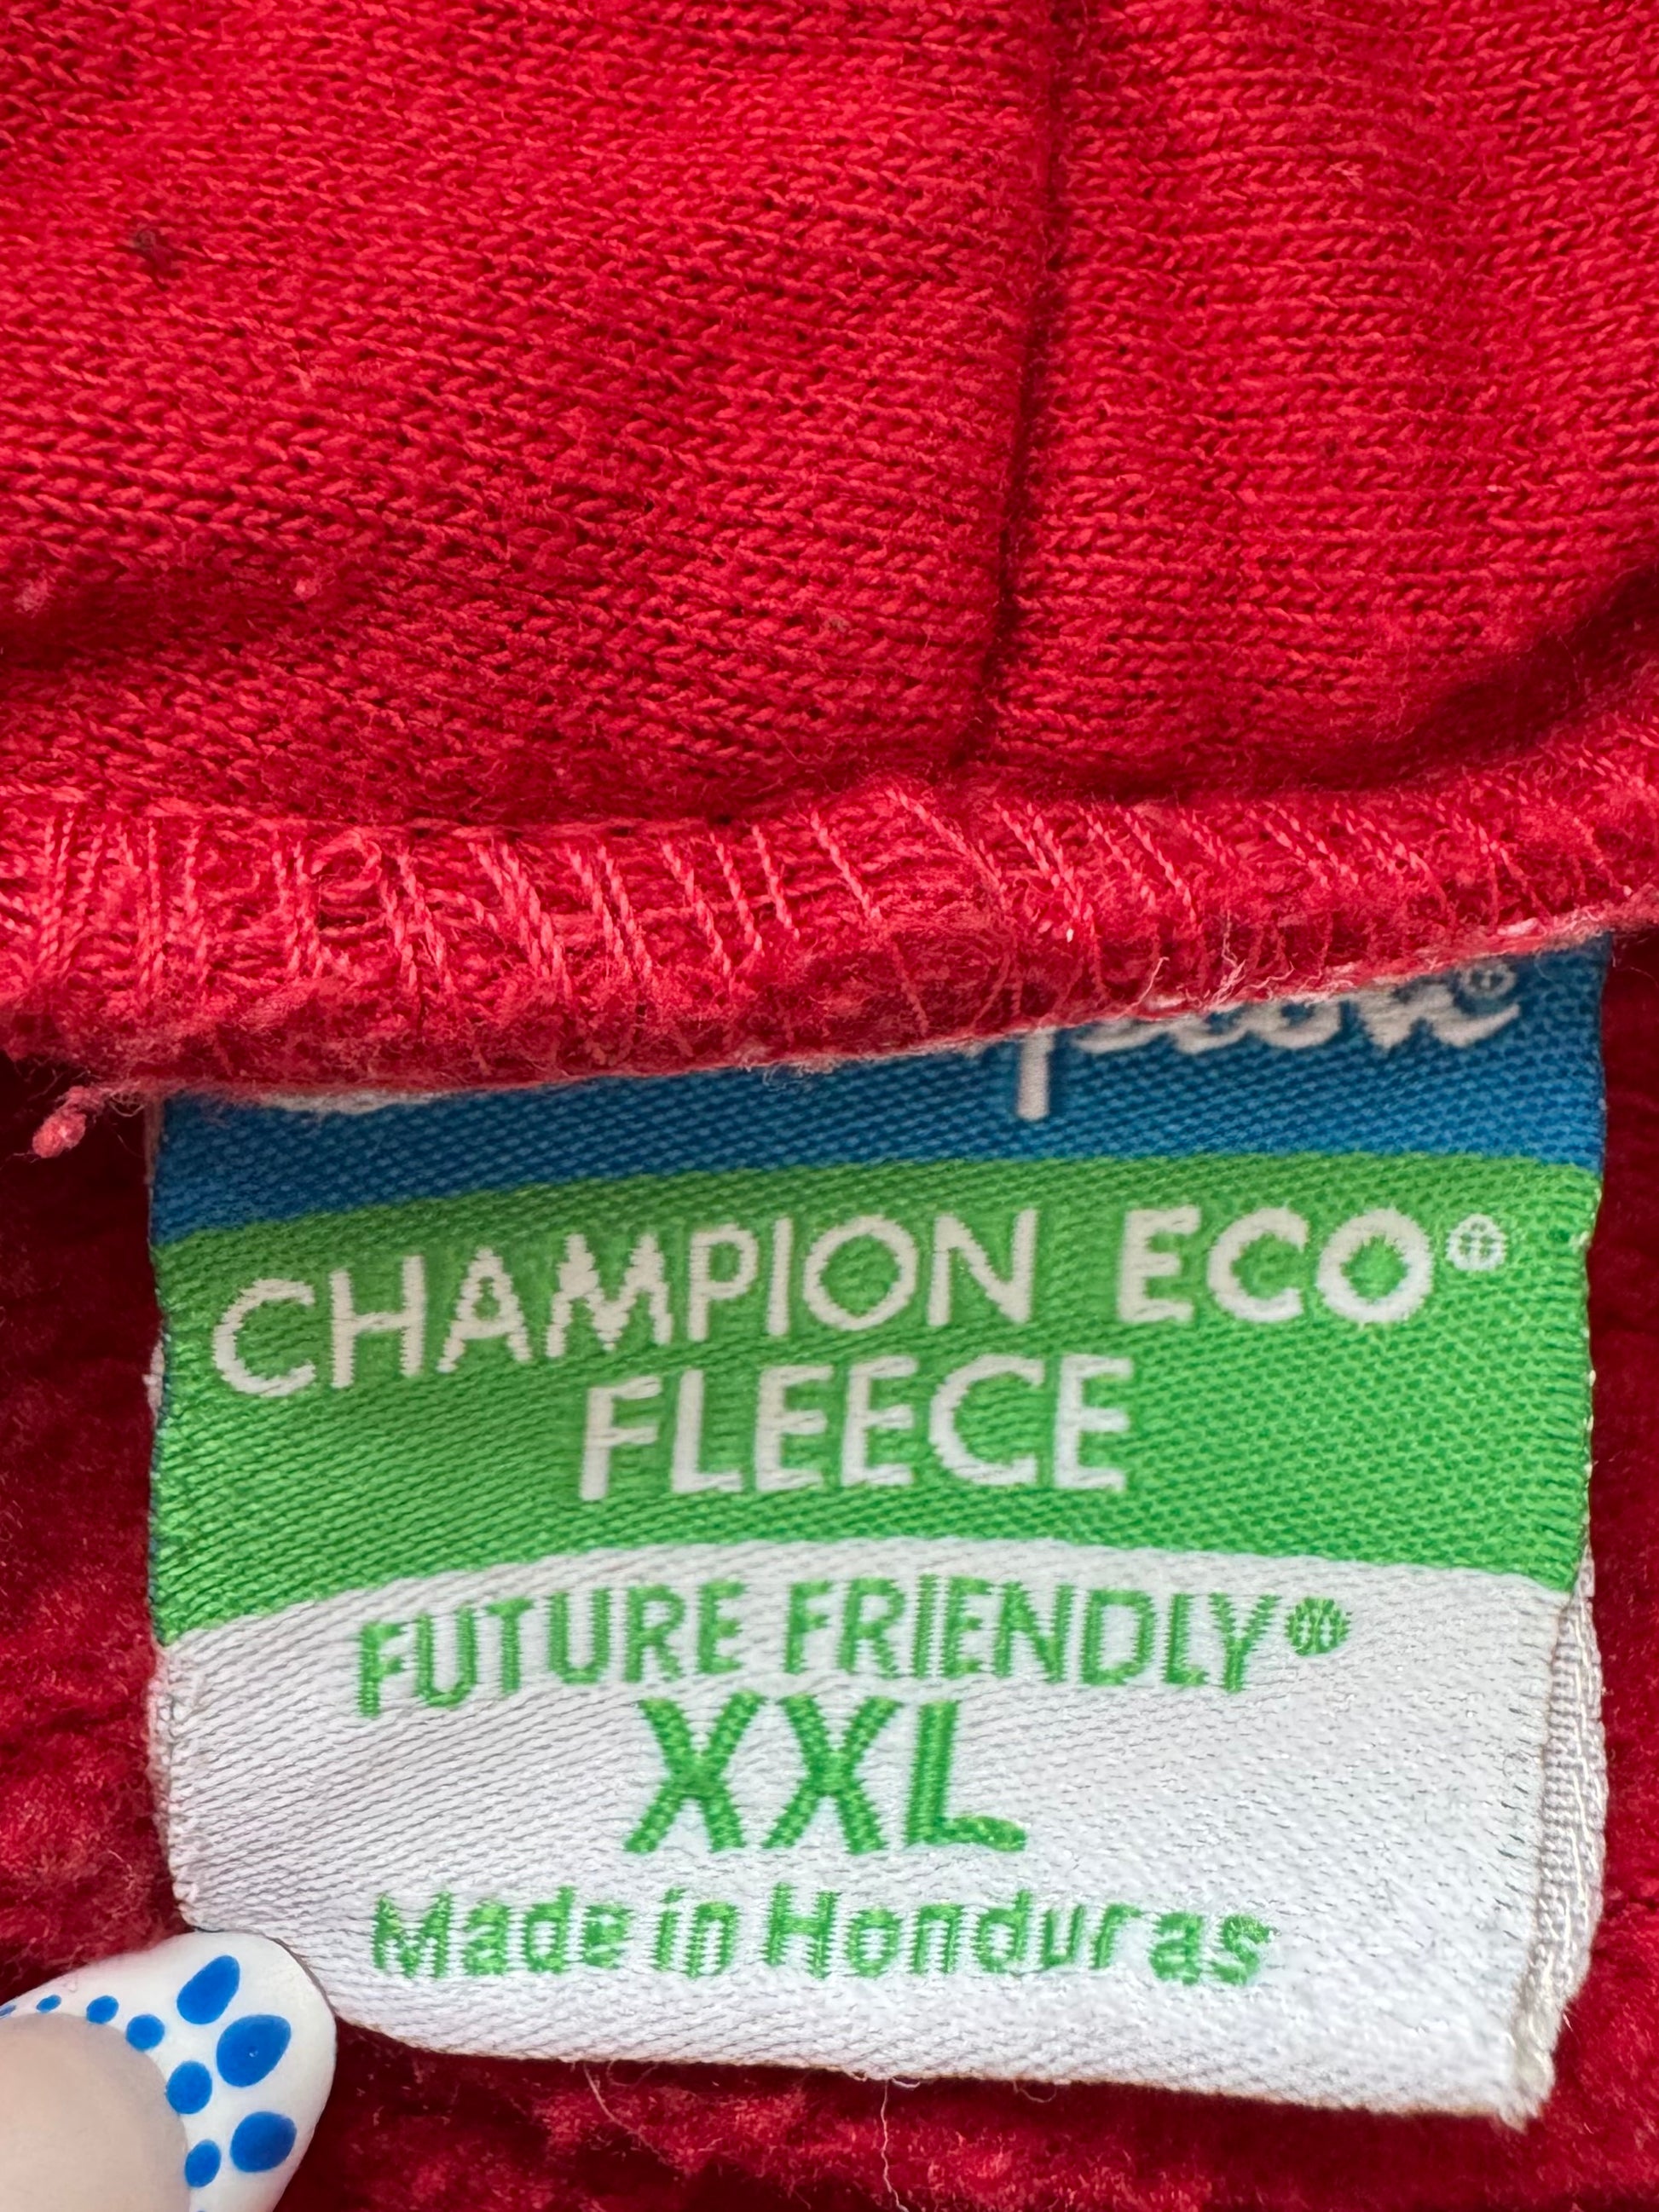 CHAMPION ECO®
FLEECE
FUTURE FRIENDLY®
XXL
Made in Honduras